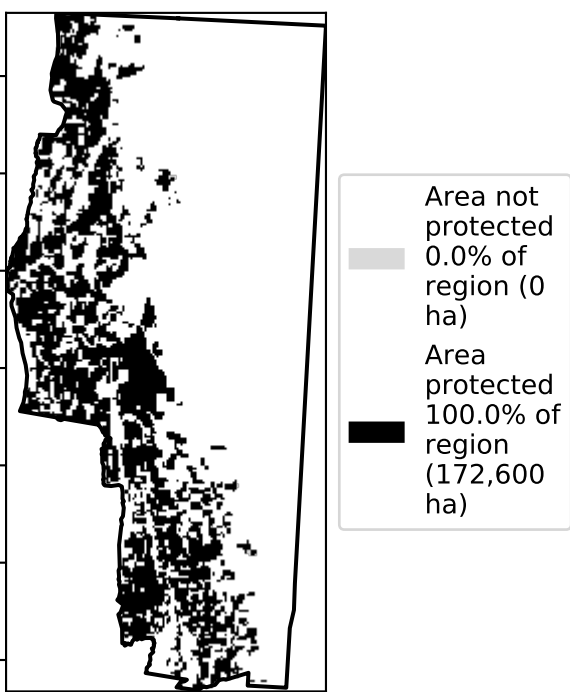 Area not
protected
0.0% of
region (0
ha)
Area
protected
100.0% of
region
(172,600
ha)